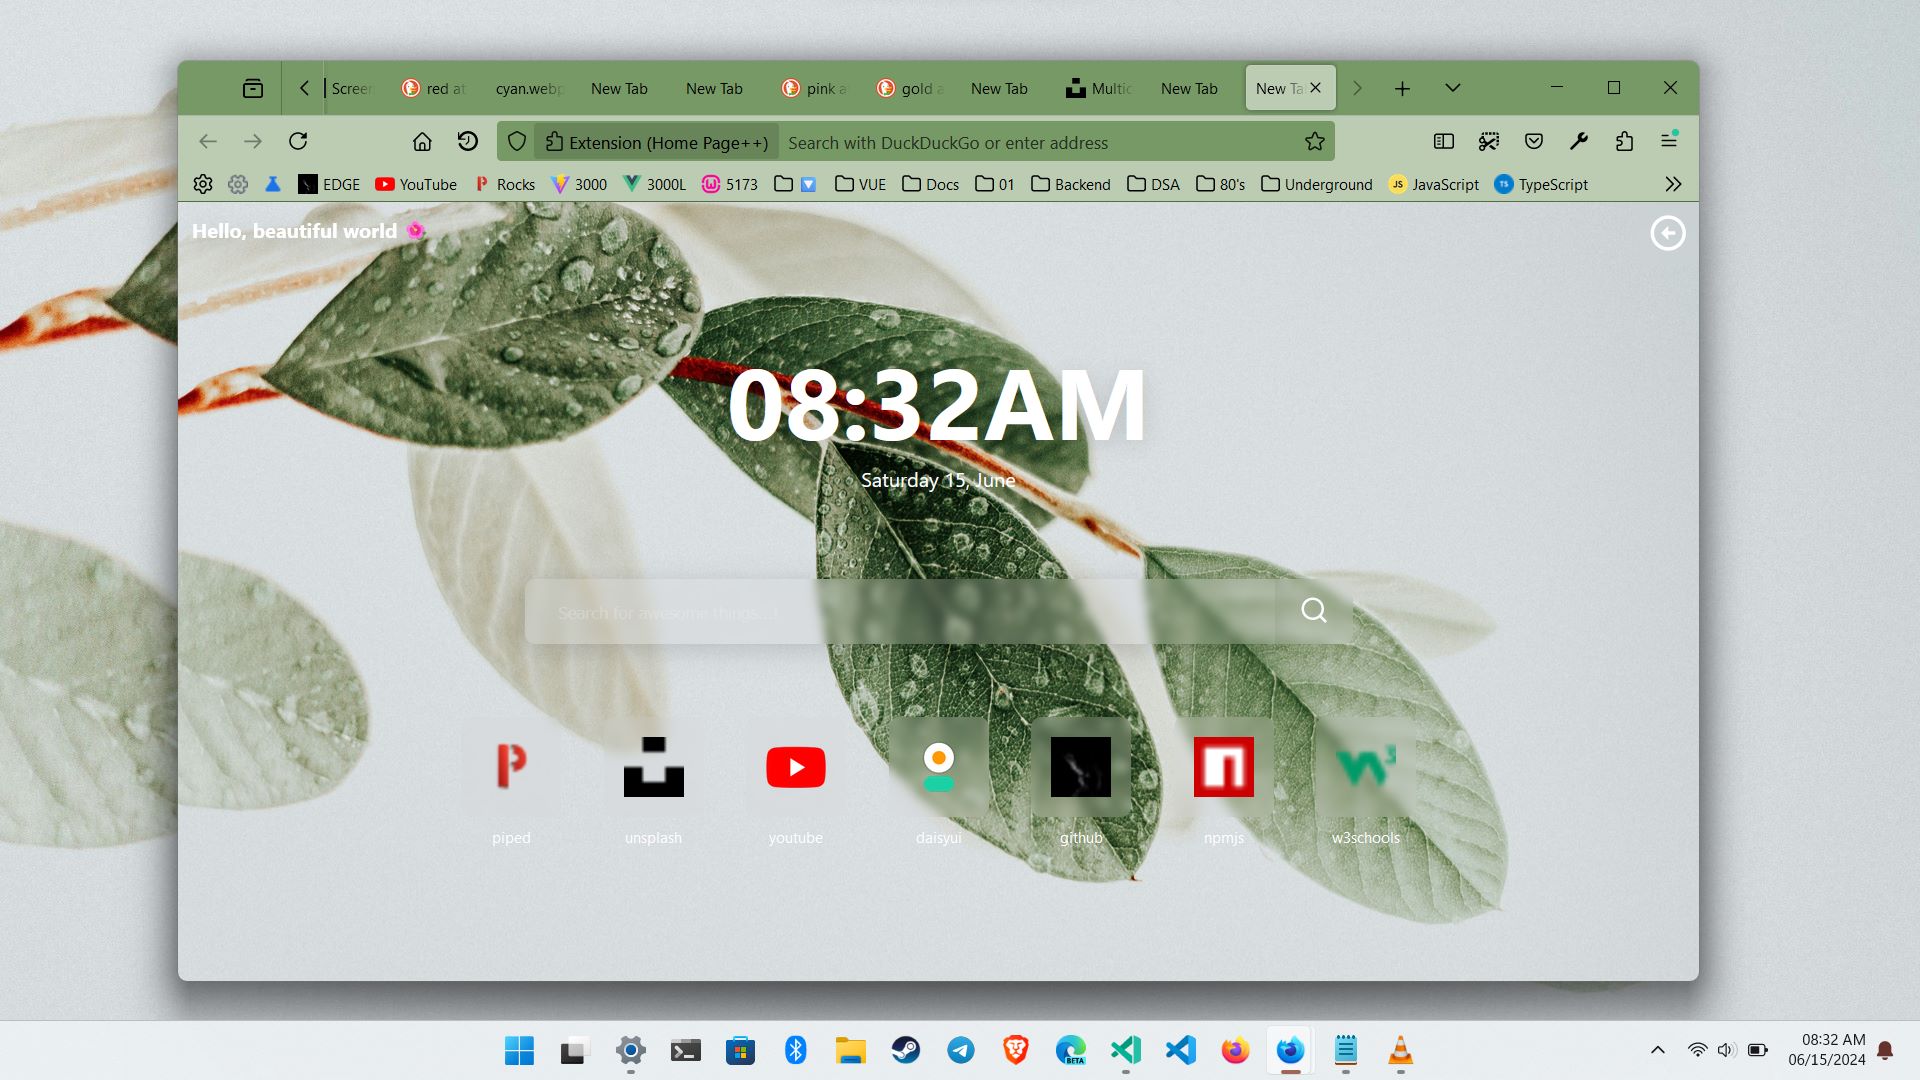 Screen
red at
cyan.webp
New Tab
New Tab
pink a
gold a
New Tab
Multic
New Tab
New Ta
Extension (Home Page++)
Search with DuckDuckGo or enter address
EDGE
YouTube
Rocks
3000
3000L
5173
VUE
Docs
01
Backend
DSA
80's
Underground
JS
JavaScript
TS
TypeScript
Hello, beautiful world
08:32AM
Saturday 15, June
Search for awesome things...!
piped
unsplash
youtube
daisyui
github
npmjs
w3schools
BETA
08:32 AM
06/15/2024